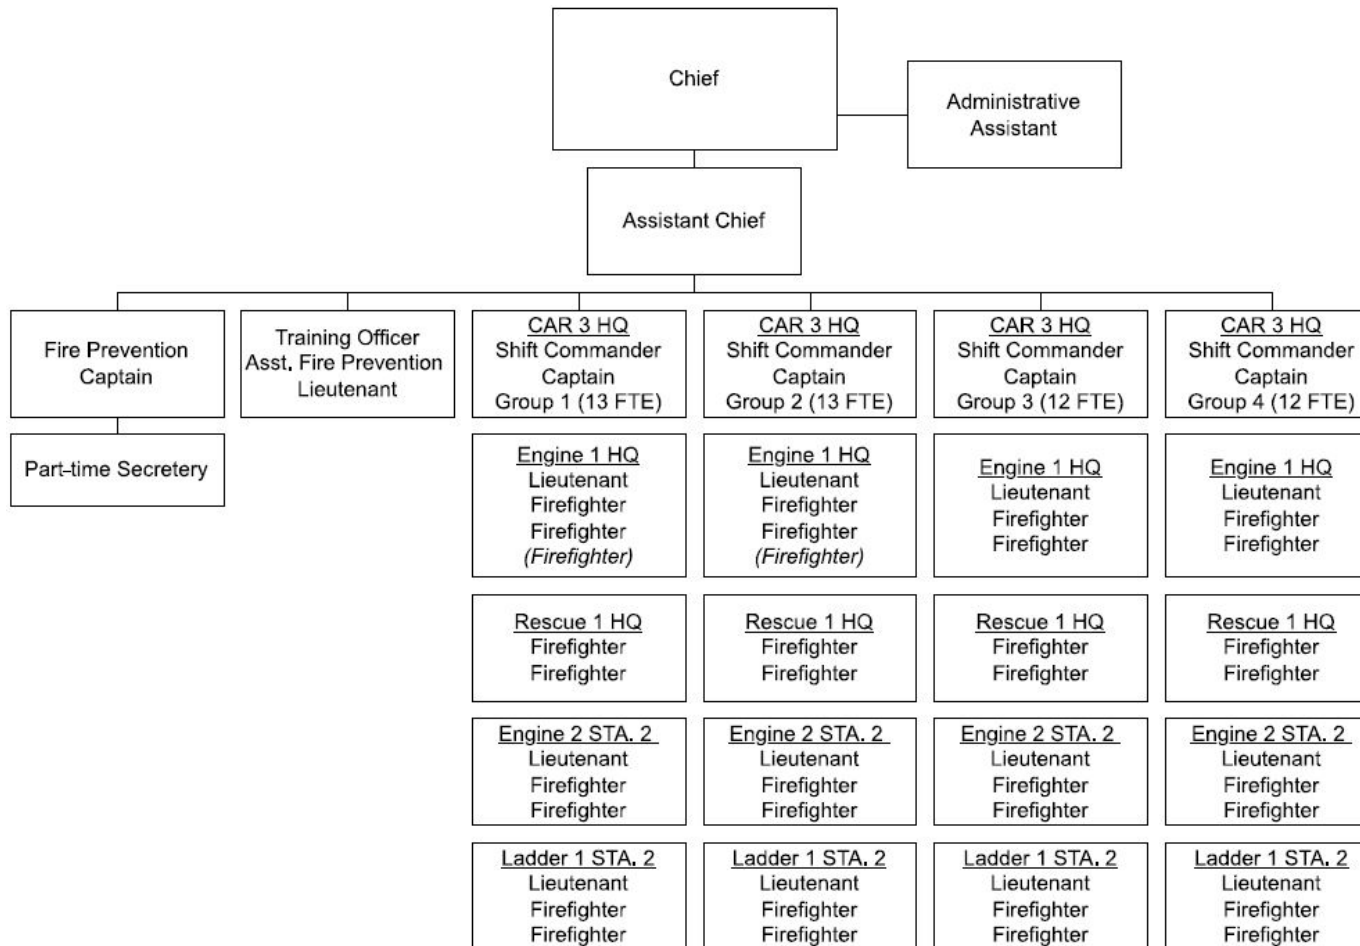 Chief
Administrative
Assistant
Assistant Chief
Fire Prevention
Captain
Part-time Secretery
Training Officer
Asst. Fire Prevention
Lieutenant
CAR 3 HQ
Shift Commander
Captain
Group 1 (13 FTE)
Engine 1 HQ
Lieutenant
Firefighter
Firefighter
(Firefighter)
Rescue 1 HQ
Firefighter
Firefighter
Engine 2 STA. 2
Lieutenant
Firefighter
Firefighter
Ladder 1 STA. 2
Lieutenant
Firefighter
Firefighter
CAR 3 HQ
Shift Commander
Captain
Group 2 (13 FTE)
Engine 1 HQ
Lieutenant
Firefighter
Firefighter
(Firefighter)
Rescue 1 HQ
Firefighter
Firefighter
Engine 2 STA. 2
Lieutenant
Firefighter
Firefighter
Ladder 1 STA. 2
Lieutenant
Firefighter
Firefighter
CAR 3 HQ
Shift Commander
Captain
Group 3 (12 FTE)
Engine 1 HQ
Lieutenant
Firefighter
Firefighter
Rescue 1 HQ
Firefighter
Firefighter
Engine 2 STA. 2
Lieutenant
Firefighter
Firefighter
Ladder 1 STA. 2
Lieutenant
Firefighter
Firefighter
CAR 3 HQ
Shift Commander
Captain
Group 4 (12 FTE)
Engine 1 HQ
Lieutenant
Firefighter
Firefighter
Rescue 1 HQ
Firefighter
Firefighter
Engine 2 STA. 2
Lieutenant
Firefighter
Firefighter
Ladder 1 STA. 2
Lieutenant
Firefighter
Firefighter